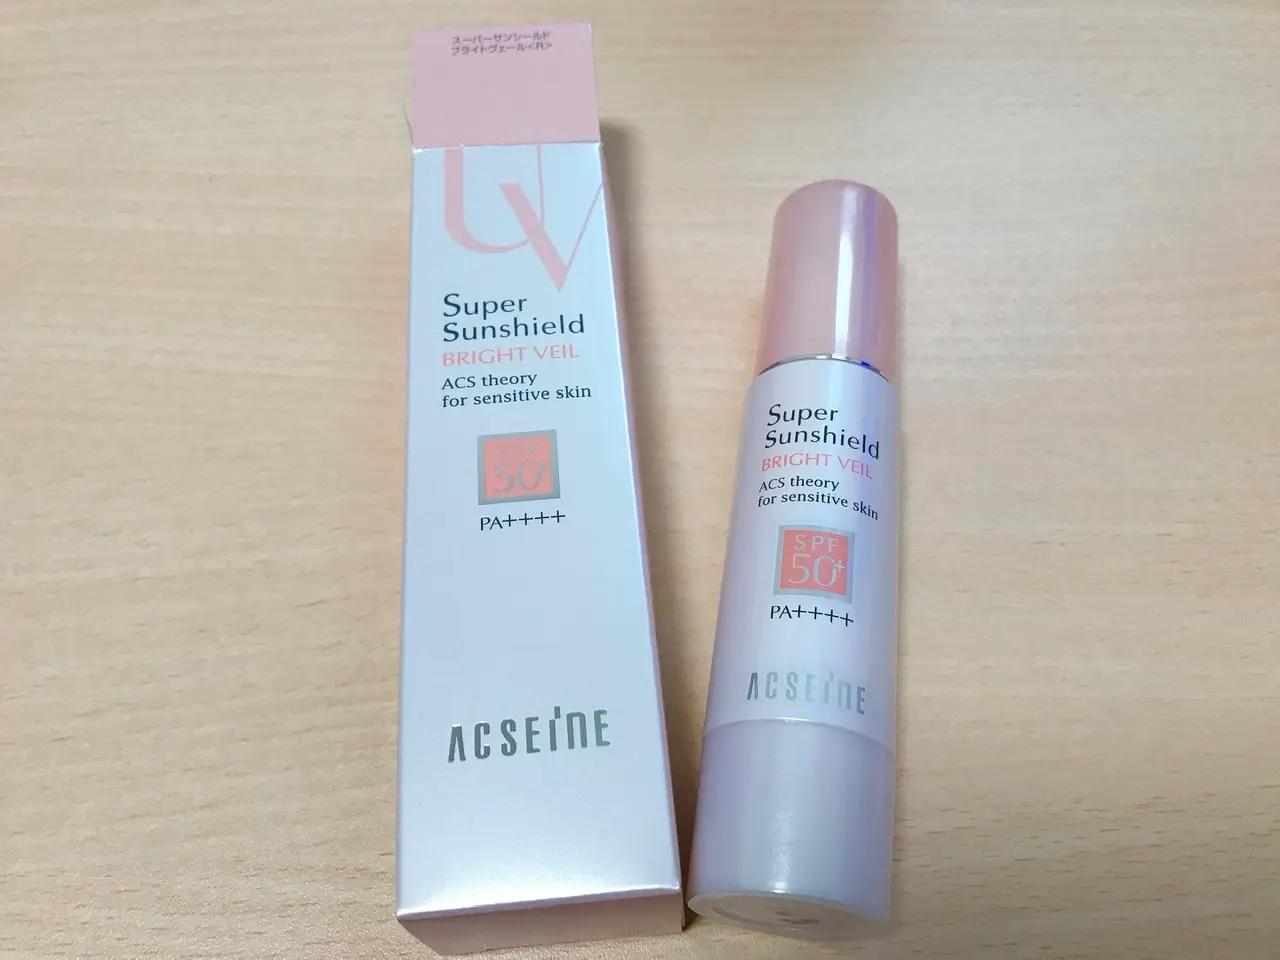 スーパーサンシールド
ブライトヴェール<R>
UV
Super
Sunshield
BRIGHT VEIL
ACS theory
for sensitive skin
SPF
50+
PA++++
ACSEINE
Super
Sunshield
BRIGHT VEIL
ACS theory
for sensitive skin
SPF
50+
PA++++
ACSEINE